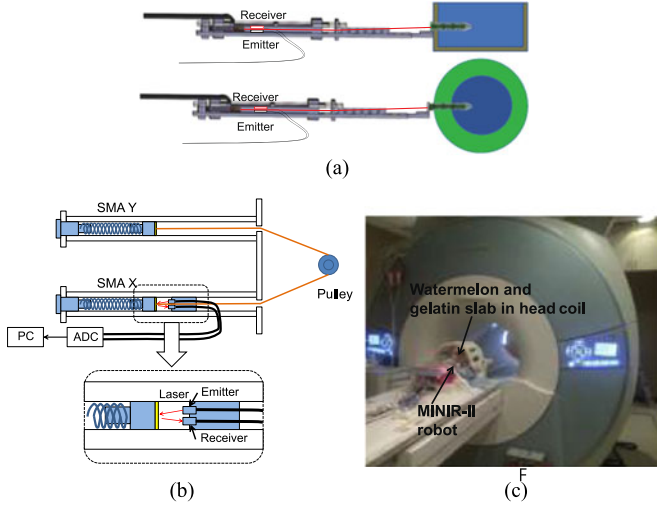 Receiver
Emitter
Receiver
Emitter
(a)
SMA Y
SMA X
Pulley
PC
ADC
Laser
Emitter
Receiver
(b)
Watermelon and
gelatin slab in head coil
MINIR-II
robot
F
(c)